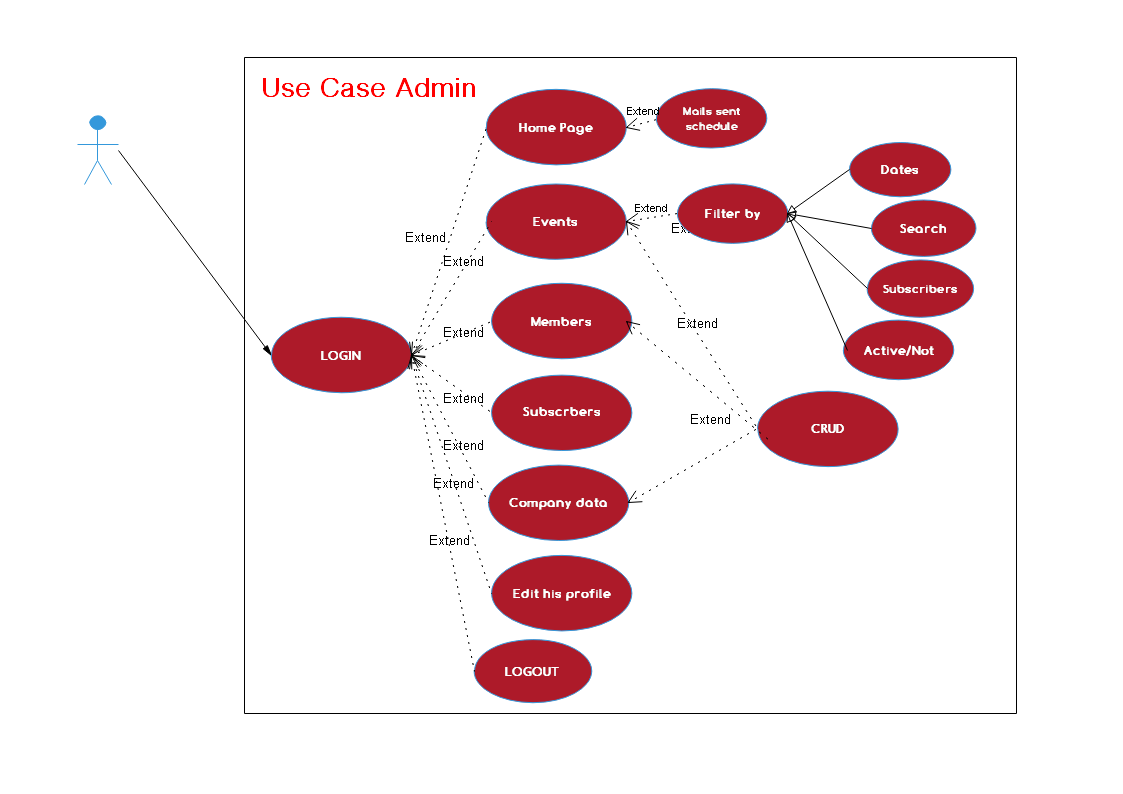 Use Case Admin
Home Page
Extend
Mails sent
schedule
Dates
Events
Extend
Filter by
Ex
Search
Extend
Extend
Subscribers
Members
Extend
Extend
Active/Not
LOGIN
Extend
Subscrbers
Extend
CRUD
Extend
Extend
Company data
Extend
Edit his profile
LOGOUT